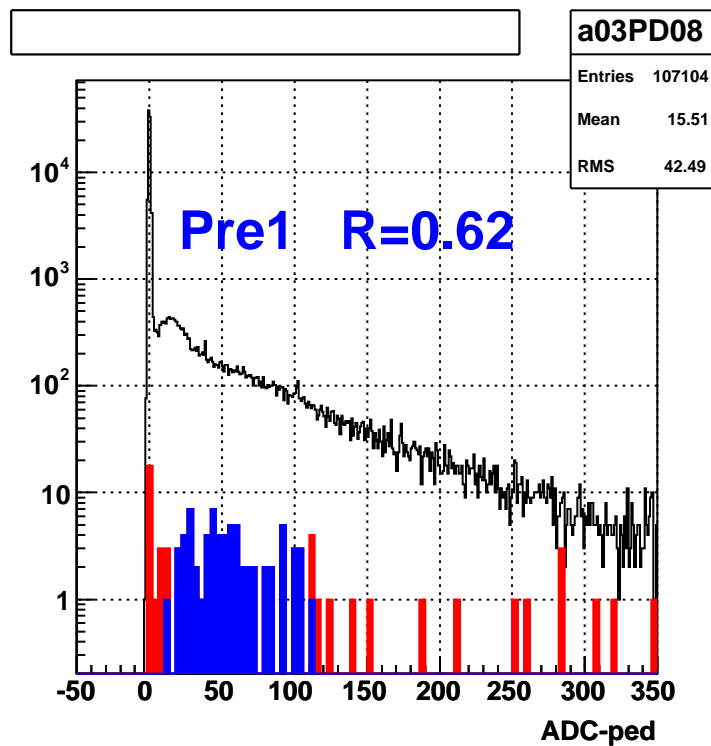 a03PD08
Entries 107104
Mean 15.51
RMS 42.49
Pre1 R=0.62
10^4
10^3
10^2
10
1
-50 0 50 100 150 200 250 300 350
ADC-ped